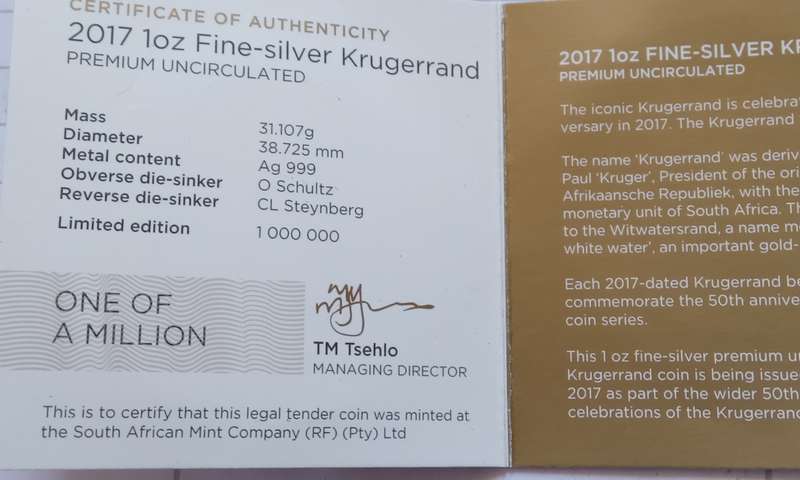 CERTIFICATE OF AUTHENTICITY
2017 1oz Fine-silver Krugerrand
PREMIUM UNCIRCULATED
Mass 31.107g
Diameter 38.725 mm
Metal content Ag 999
Obverse die-sinker O Schultz
Reverse die-sinker CL Steynberg
Limited edition 1 000 000
ONE OF
A MILLION
TM Tsehlo
MANAGING DIRECTOR
This is to certify that this legal tender coin was minted at
the South African Mint Company (RF) (Pty) Ltd
2017 1oz FINE-SILVER
PREMIUM UNCIRCULATED
The iconic Krugerrand is
versary in 2017. The Krugerrand
The name 'Krugerrand' was
Paul 'Kruger', President of the
Afrikaansche Republiek, with the
monetary unit of South Africa.
to the Witwatersrand, a name
white water', an important gold-
Each 2017-dated Krugerrand
commemorate the 50th
coin series.
This 1 oz fine-silver premium
Krugerrand coin is being
2017 as part of the wider 50th
celebrations of the Krugerrand